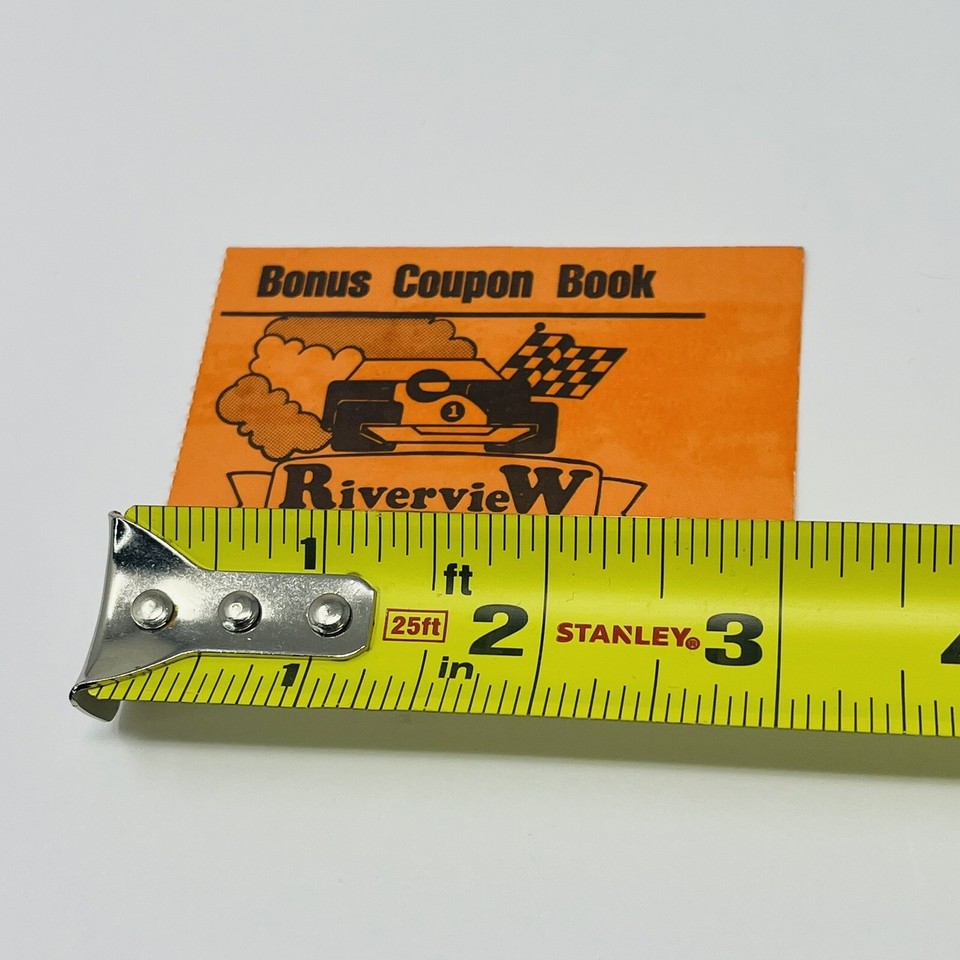 Bonus Coupon Book
1
RivervieW
1
ft
25ft
2
STANLEY®
3
1
in